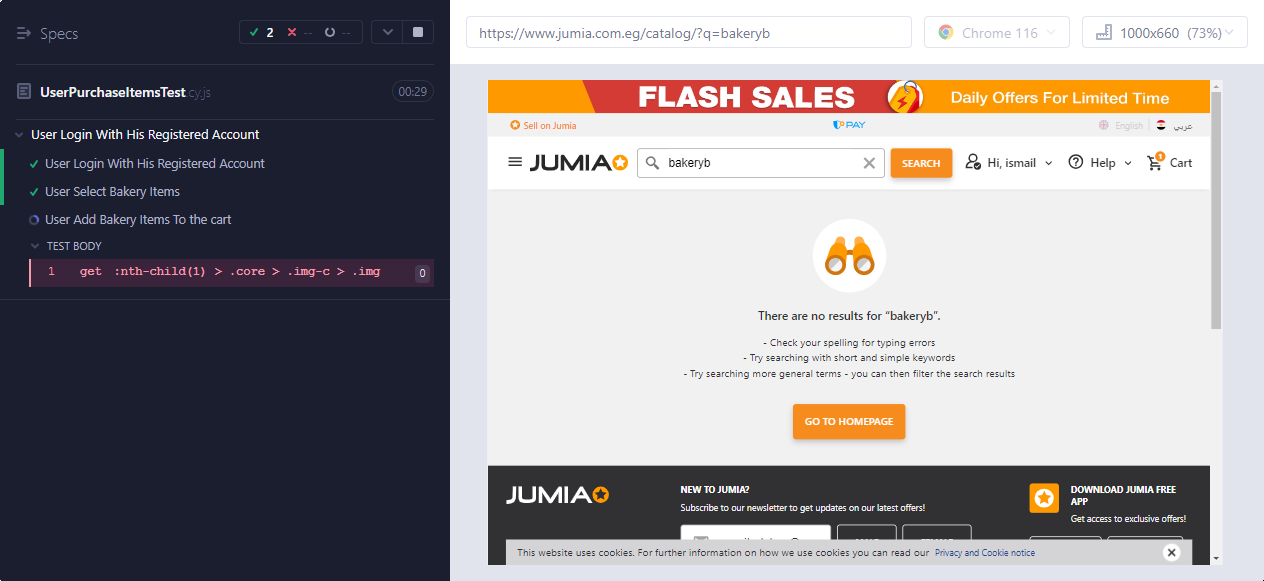 Specs
2 -- --
UserPurchaseItemsTest.cy.js
00:29
User Login With His Registered Account
User Login With His Registered Account
User Select Bakery Items
User Add Bakery Items To the cart
TEST BODY
1 get :nth-child(1) > .core > .img-c > .img 0
https://www.jumia.com.eg/catalog/?q=bakeryb
Chrome 116
1000x660 (73%)
FLASH SALES
Daily Offers For Limited Time
Sell on Jumia
PAY
English
عربي
JUMIA
bakeryb
SEARCH
Hi, ismail
Help
1
Cart
There are no results for “bakeryb”.
- Check your spelling for typing errors
- Try searching with short and simple keywords
- Try searching more general terms - you can then filter the search results
GO TO HOMEPAGE
JUMIA
NEW TO JUMIA?
Subscribe to our newsletter to get updates on our latest offers!
DOWNLOAD JUMIA FREE
APP
Get access to exclusive offers!
This website uses cookies. For further information on how we use cookies you can read our Privacy and Cookie notice